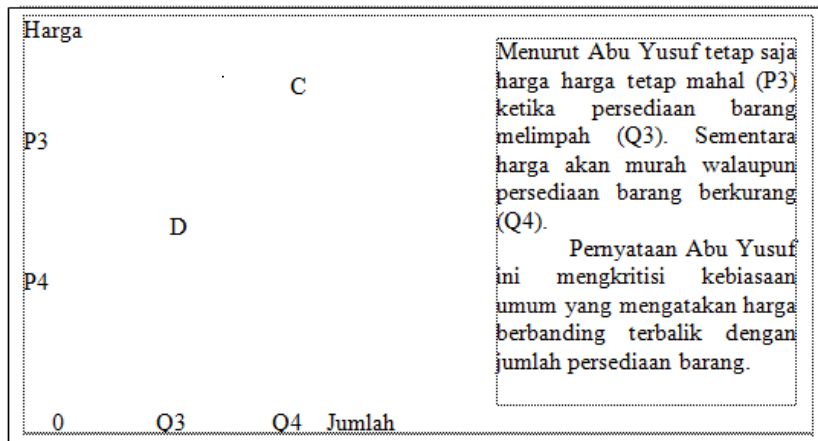 Harga
C
P3
D
P4
0 Q3 Q4 Jumlah
Menurut Abu Yusuf tetap saja
harga harga tetap mahal (P3)
ketika persediaan barang
melimpah (Q3). Sementara
harga akan murah walaupun
persediaan barang berkurang
(Q4).
Pernyataan Abu Yusuf
ini mengkritisi kebiasaan
umum yang mengatakan harga
berbanding terbalik dengan
jumlah persediaan barang.